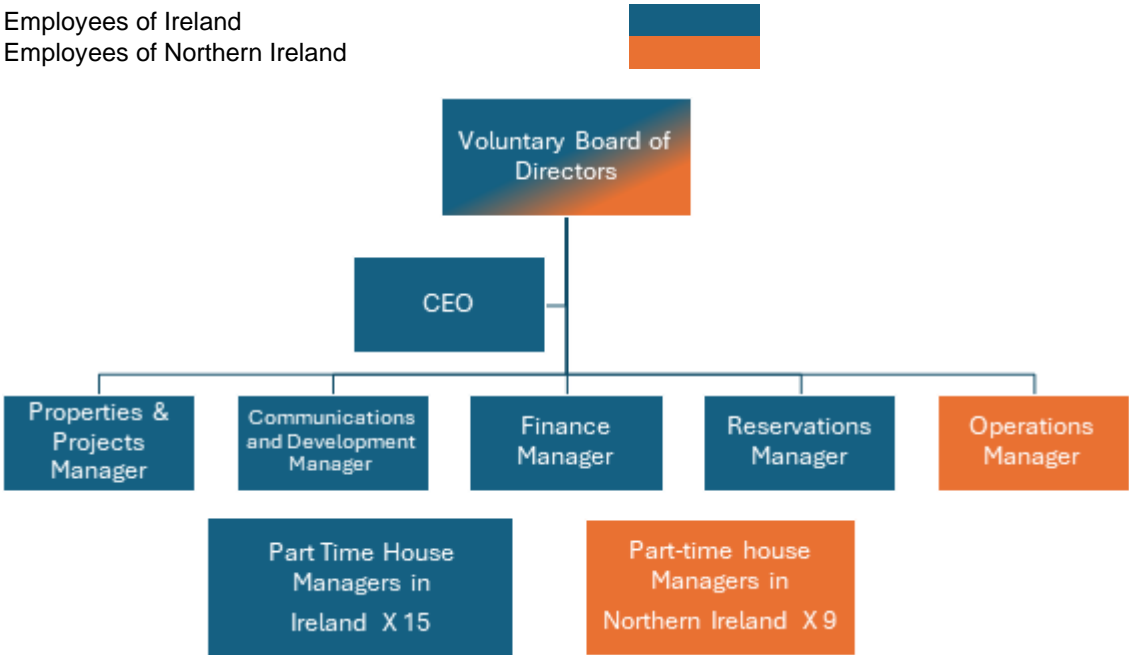 Employees of Ireland
Employees of Northern Ireland
Voluntary Board of
Directors
CEO
Properties &
Projects
Manager
Communications
and Development
Manager
Finance
Manager
Reservations
Manager
Operations
Manager
Part Time House
Managers in
Ireland X 15
Part-time house
Managers in
Northern Ireland X 9